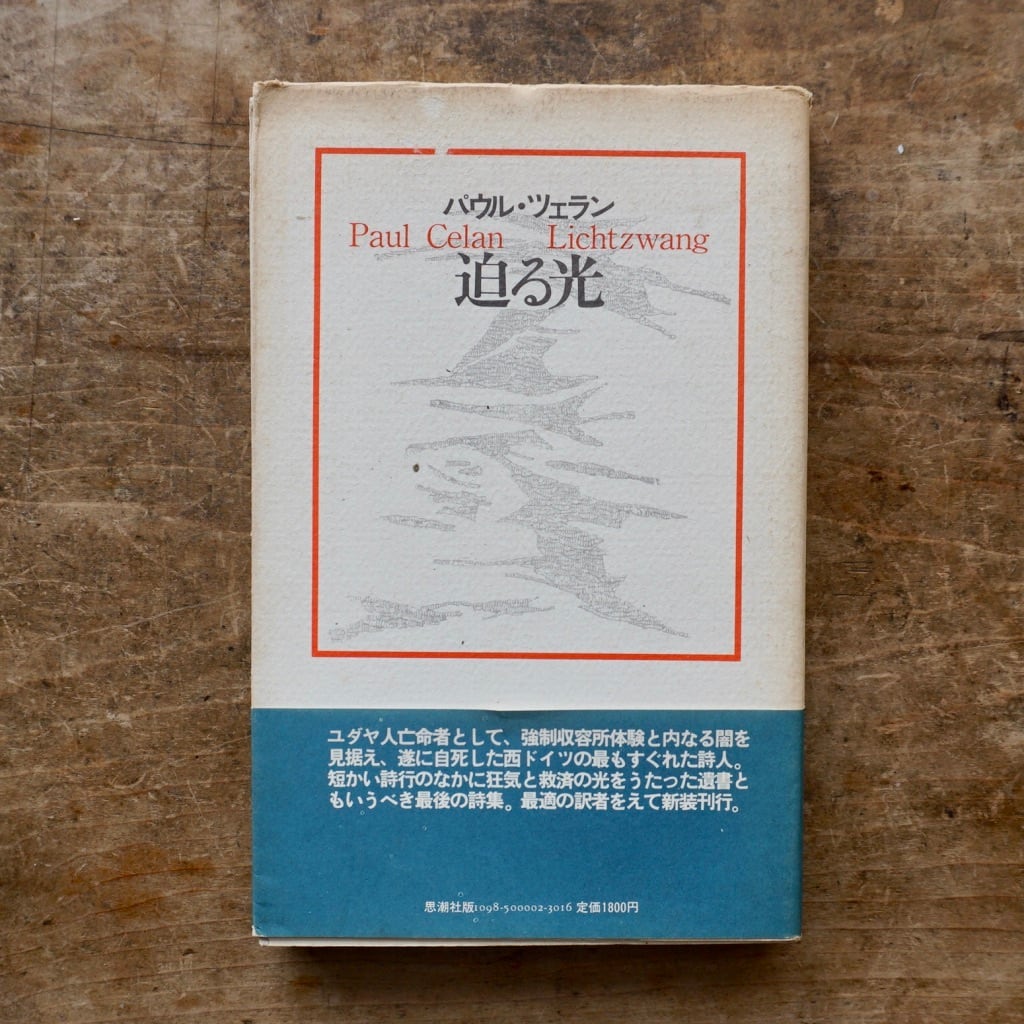 パウル・ツェラン
Paul Celan Lichtzwang
迫る光
ユダヤ人亡命者として、強制収容所体験と内なる闇を
見据え、遂に自死した西ドイツの最もすぐれた詩人。
短かい詩行のなかに狂気と救済の光をうたった遺書と
もいうべき最後の詩集。最適の訳者をえて新装刊行。
思潮社版1098-500002-3016 定価1800円